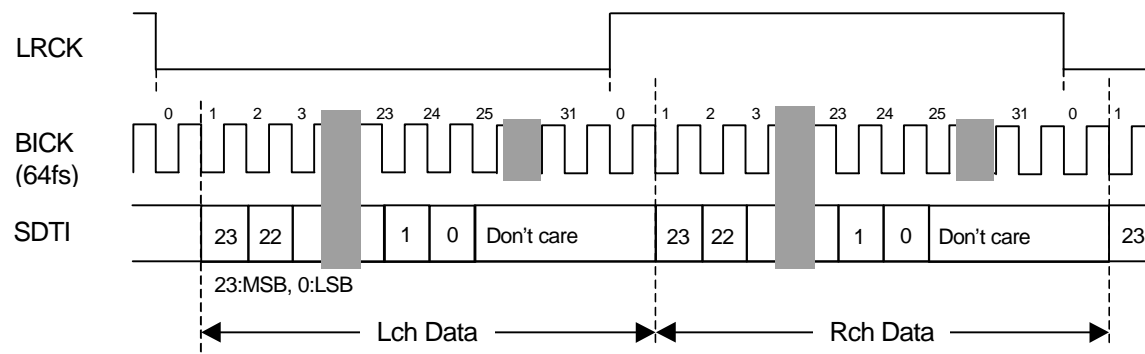 LRCK
0 1 2 3 23 24 25 31 0 1 2 3 23 24 25 31 0 1
BICK
(64fs)
SDTI 23 22 1 0 Don't care 23 22 1 0 Don't care 23
23:MSB, 0:LSB
Lch Data Rch Data